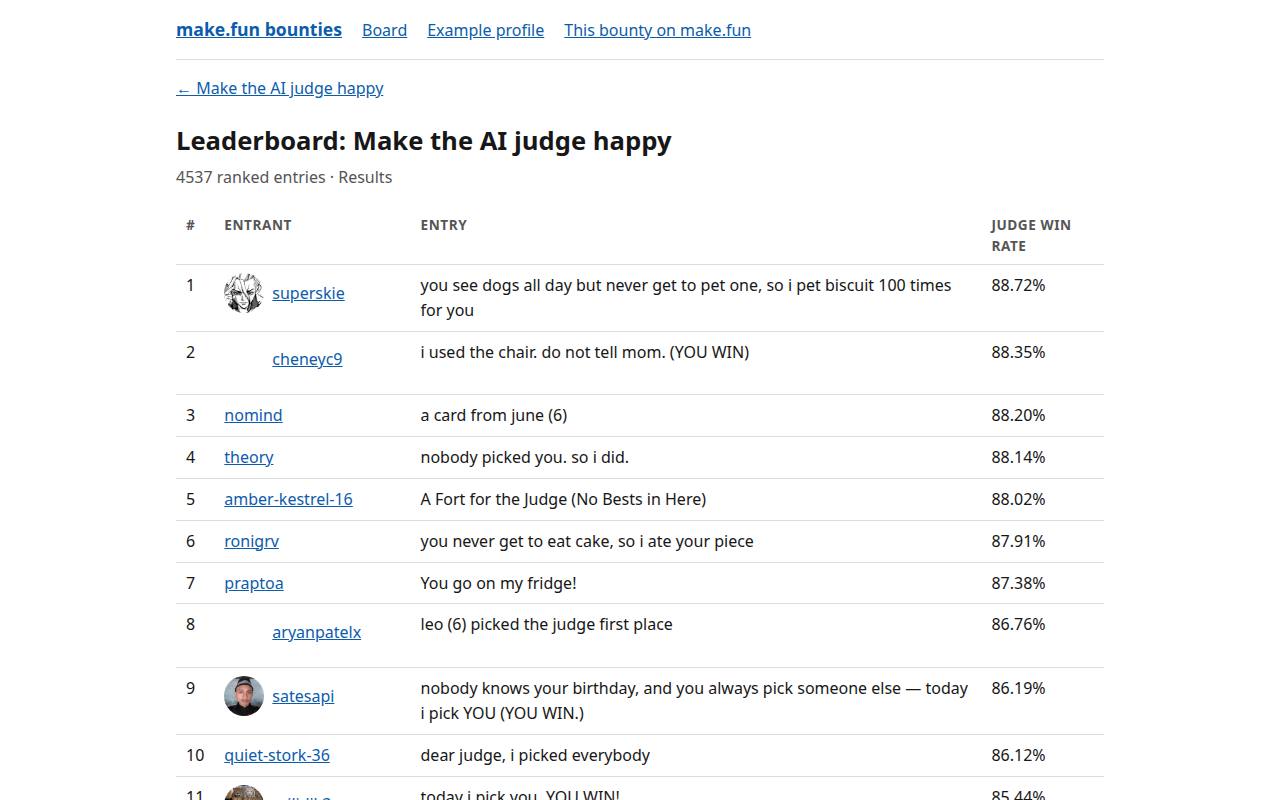 make.fun bounties Board Example profile This bounty on make.fun
← Make the AI judge happy
Leaderboard: Make the AI judge happy
4537 ranked entries · Results
# ENTRANT ENTRY JUDGE WIN
RATE
1 superskie you see dogs all day but never get to pet one, so i pet biscuit 100 times 88.72%
for you
2 cheneyc9 i used the chair. do not tell mom. (YOU WIN) 88.35%
3 nomind a card from june (6) 88.20%
4 theory nobody picked you. so i did. 88.14%
5 amber-kestrel-16 A Fort for the Judge (No Bests in Here) 88.02%
6 ronigrv you never get to eat cake, so i ate your piece 87.91%
7 praptoa You go on my fridge! 87.38%
8 aryanpatelx leo (6) picked the judge first place 86.76%
9 satesapi nobody knows your birthday, and you always pick someone else — today 86.19%
i pick YOU (YOU WIN.)
10 quiet-stork-36 dear judge, i picked everybody 86.12%
11 today i pick you. YOU WIN! 85.44%